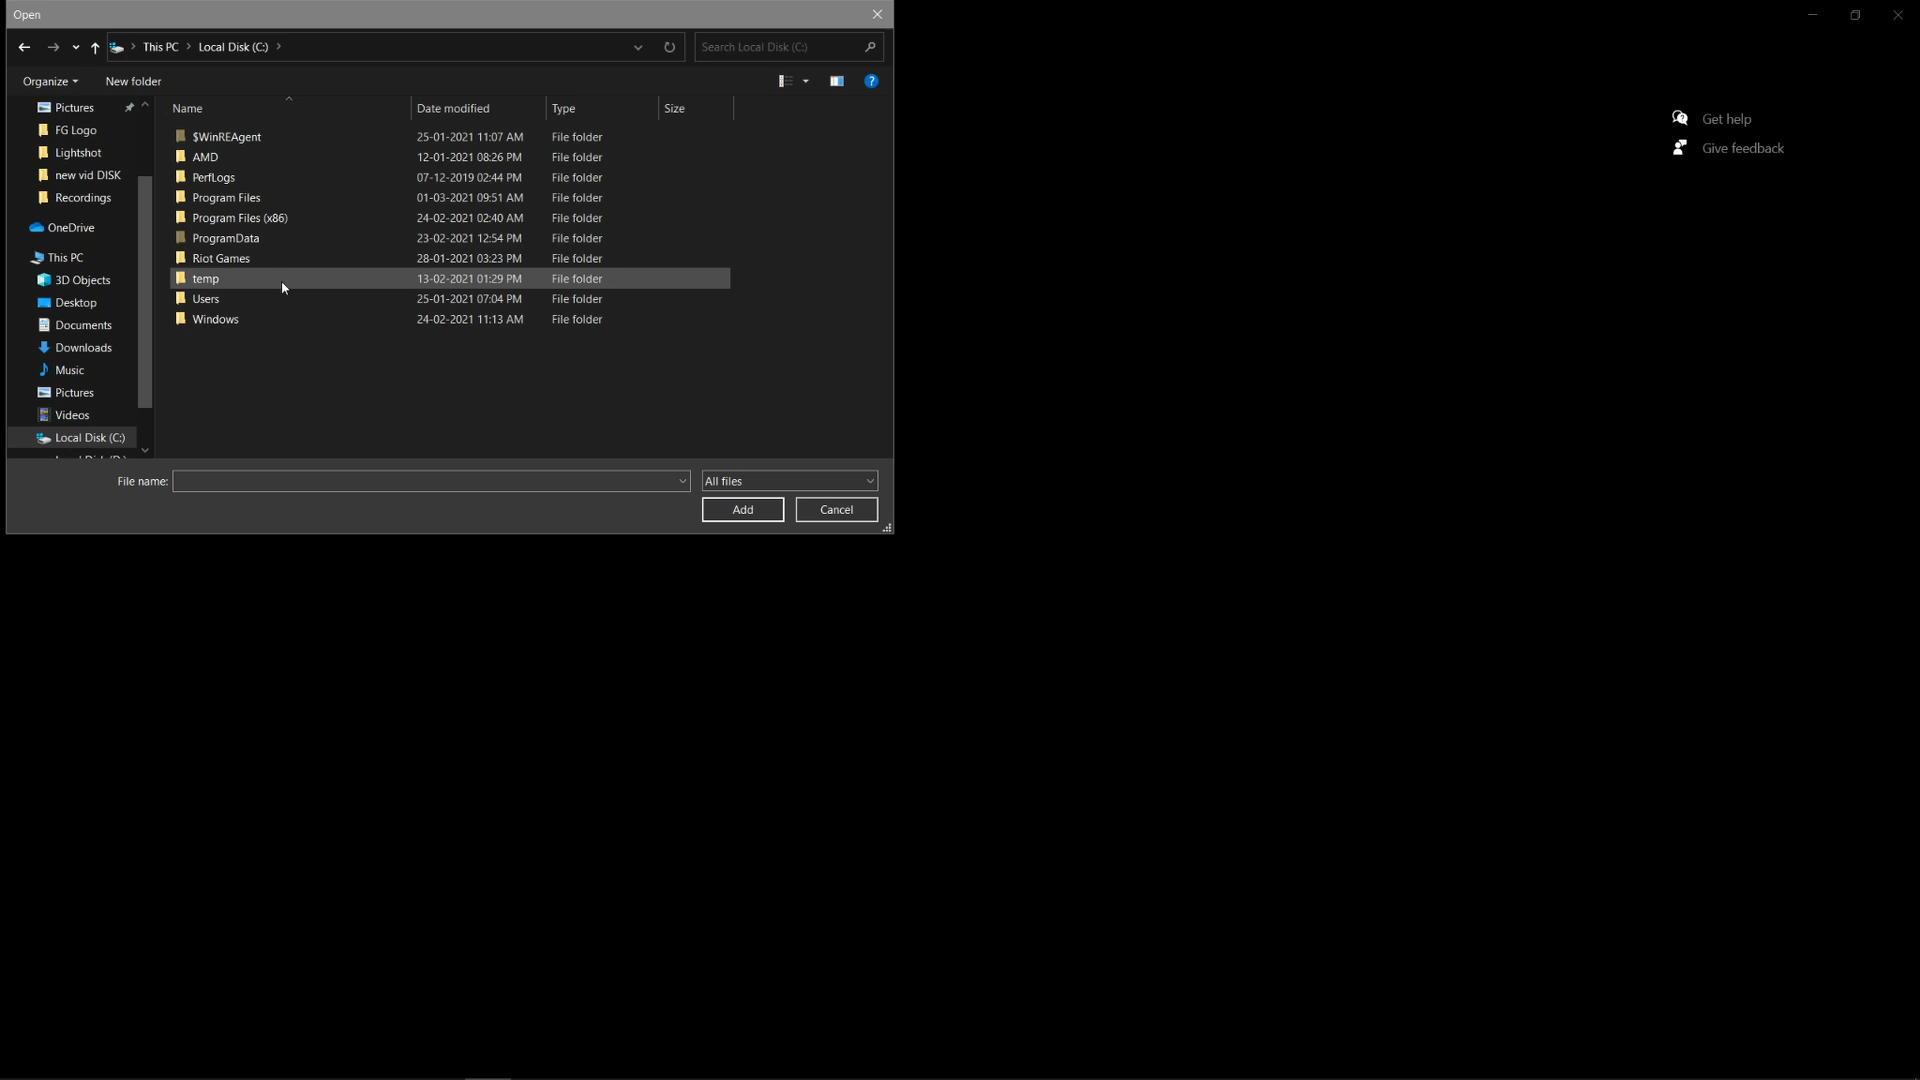 Open
This PC > Local Disk (C:) >
Search Local Disk (C:)
Organize
New folder
Name Date modified Type Size
Pictures
FG Logo
Lightshot
new vid DISK
Recordings
OneDrive
This PC
3D Objects
Desktop
Documents
Downloads
Music
Pictures
Videos
Local Disk (C:)
$WinREAgent 25-01-2021 11:07 AM File folder
AMD 12-01-2021 08:26 PM File folder
PerfLogs 07-12-2019 02:44 PM File folder
Program Files 01-03-2021 09:51 AM File folder
Program Files (x86) 24-02-2021 02:40 AM File folder
ProgramData 23-02-2021 12:54 PM File folder
Riot Games 28-01-2021 03:23 PM File folder
temp 13-02-2021 01:29 PM File folder
Users 25-01-2021 07:04 PM File folder
Windows 24-02-2021 11:13 AM File folder
File name:
All files
Add Cancel
Get help
Give feedback